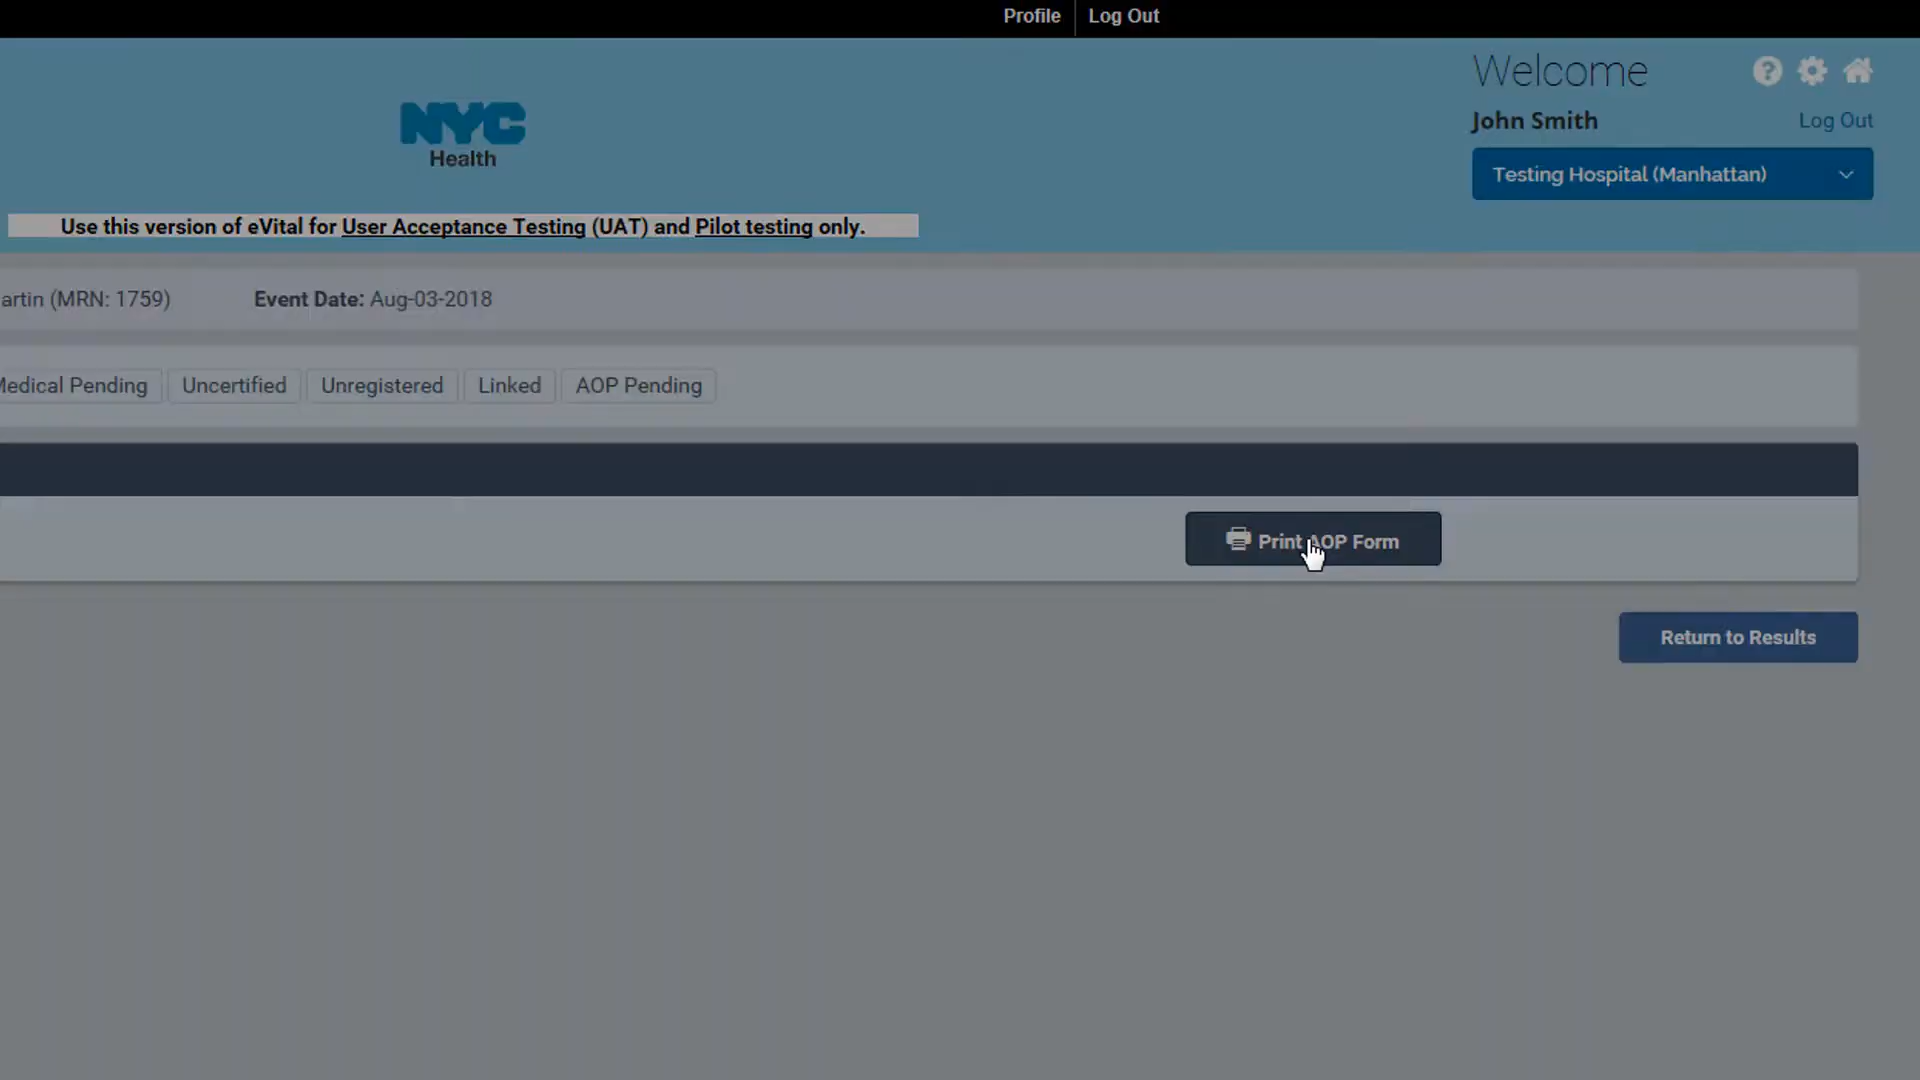 Profile
Log Out
Welcome
John Smith
Log Out
Testing Hospital (Manhattan)
NYC
Health
Use this version of eVital for User Acceptance Testing (UAT) and Pilot testing only.
artin (MRN: 1759)
Event Date: Aug-03-2018
Medical Pending
Uncertified
Unregistered
Linked
AOP Pending
Print AOP Form
Return to Results